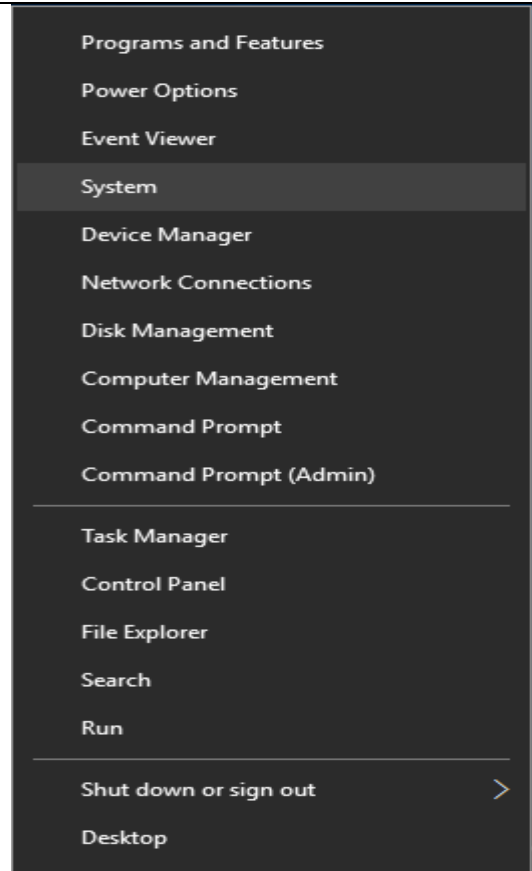 Programs and Features
Power Options
Event Viewer
System
Device Manager
Network Connections
Disk Management
Computer Management
Command Prompt
Command Prompt (Admin)
Task Manager
Control Panel
File Explorer
Search
Run
Shut down or sign out
Desktop